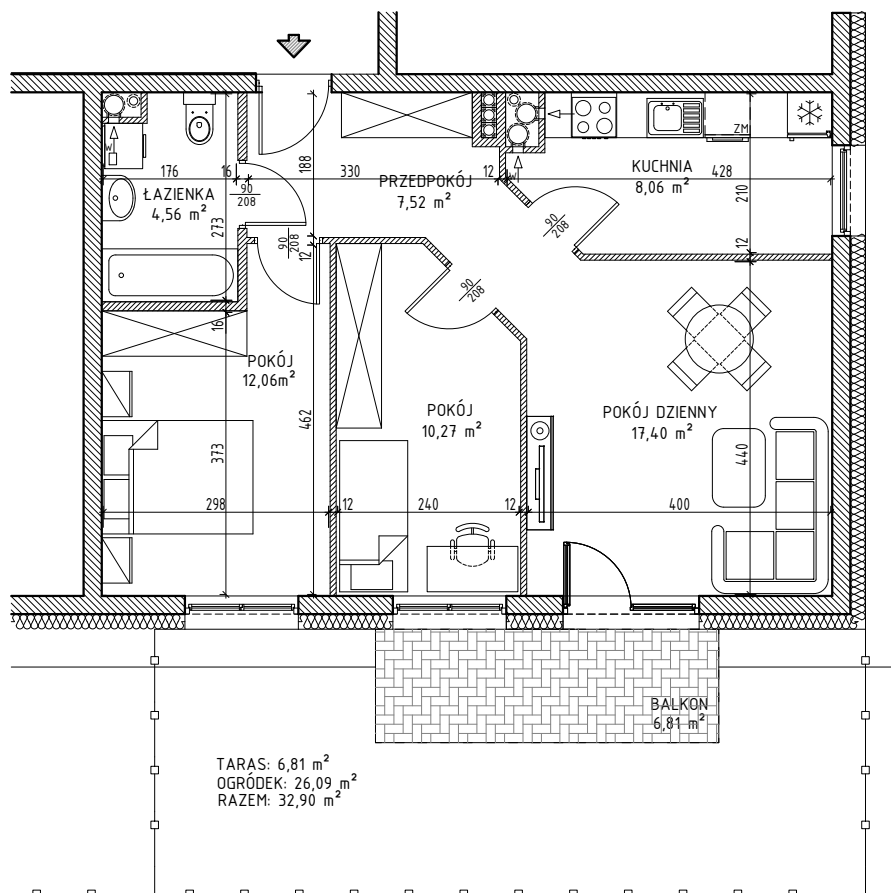 ZM
KUCHNIA
8,06 m²
W
176
16
188
330
12
428
210
W
ŁAZIENKA
4,56 m²
90
208
PRZEDPOKÓJ
7,52 m²
273
90
208
12
90
208
12
90
208
16
POKÓJ
12,06m²
462
POKÓJ
10,27 m²
POKÓJ DZIENNY
17,40 m²
373
440
298
12
240
12
400
BALKON
6,81 m²
TARAS: 6,81 m²
OGRÓDEK: 26,09 m²
RAZEM: 32,90 m²